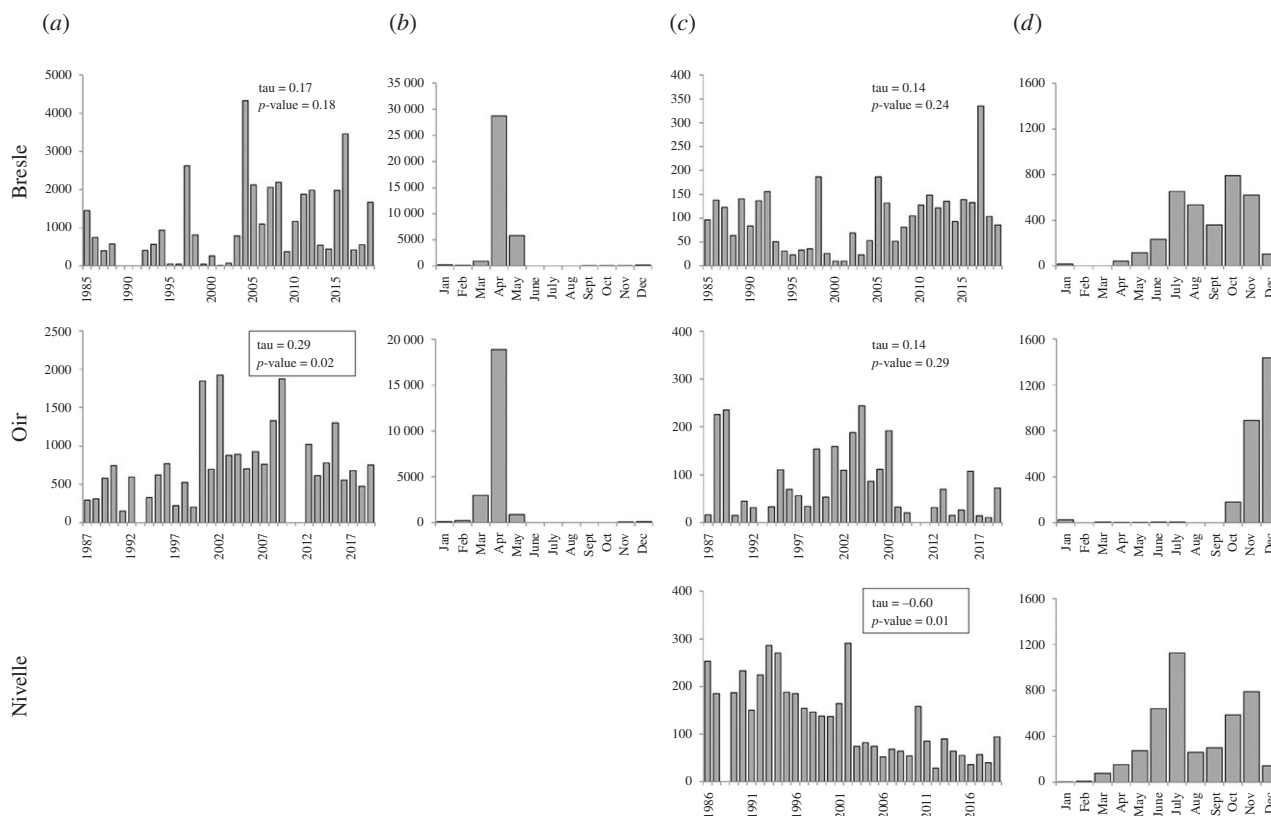 (a)
(b)
(c)
(d)
Bresle
5000
4000
3000
2000
1000
0
tau = 0.17
p-value = 0.18
1985
1990
1995
2000
2005
2010
2015
35 000
30 000
25 000
20 000
15 000
10 000
5000
0
Jan
Feb
Mar
Apr
May
June
July
Aug
Sept
Oct
Nov
Dec
400
350
300
250
200
150
100
50
0
tau = 0.14
p-value = 0.24
1985
1990
1995
2000
2005
2010
2015
1600
1200
800
400
0
Jan
Feb
Mar
Apr
May
June
July
Aug
Sept
Oct
Nov
Dec
Oir
2500
2000
1500
1000
500
0
tau = 0.29
p-value = 0.02
1987
1992
1997
2002
2007
2012
2017
20 000
15 000
10 000
5000
0
Jan
Feb
Mar
Apr
May
June
July
Aug
Sept
Oct
Nov
Dec
400
300
200
100
0
tau = 0.14
p-value = 0.29
1987
1992
1997
2002
2007
2012
2017
1600
1200
800
400
0
Jan
Feb
Mar
Apr
May
June
July
Aug
Sept
Oct
Nov
Dec
Nivelle
400
300
200
100
0
tau = –0.60
p-value = 0.01
1986
1991
1996
2001
2006
2011
2016
1600
1200
800
400
0
Jan
Feb
Mar
Apr
May
June
July
Aug
Sept
Oct
Nov
Dec